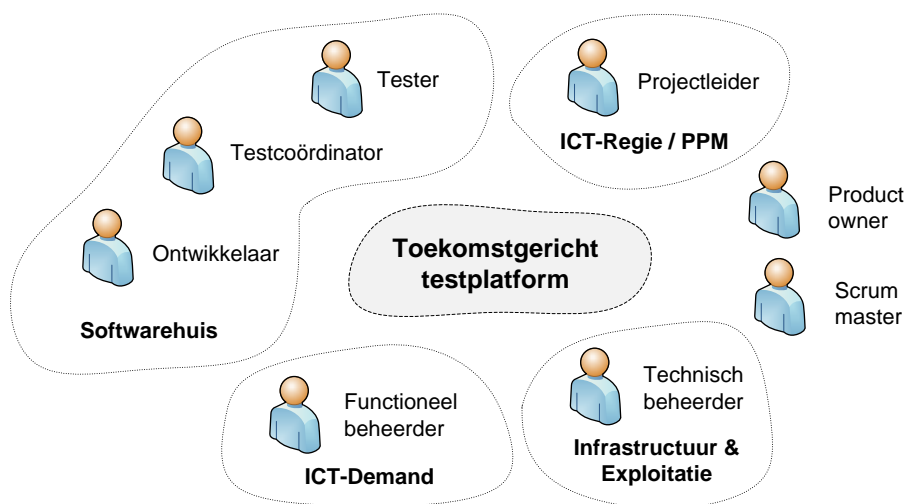 Tester
Testcoördinator
Ontwikkelaar
Softwarehuis
Projectleider
ICT-Regie / PPM
Product
owner
Scrum
master
Toekomstgericht
testplatform
Functioneel
beheerder
ICT-Demand
Technisch
beheerder
Infrastructuur &
Exploitatie